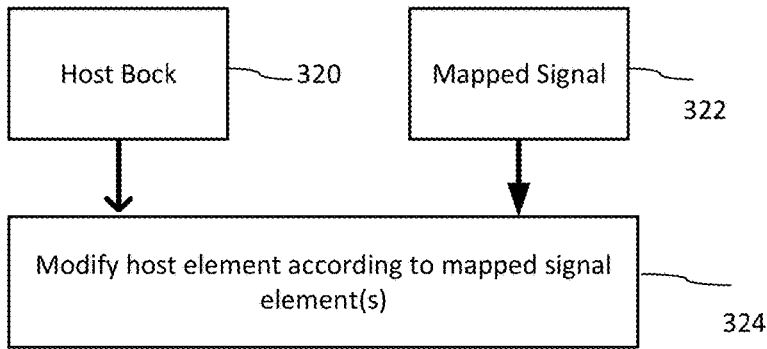 Host Bock
320
Mapped Signal
322
Modify host element according to mapped signal
element(s)
324